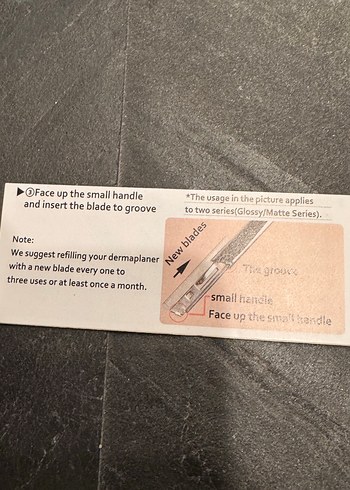 ▶③Face up the small handle
and insert the blade to groove
Note:
We suggest refilling your dermaplaner
with a new blade every one to
three uses or at least once a month.
*The usage in the picture applies
to two series(Glossy/Matte Series).
New blades
The groove
small handle
Face up the small handle